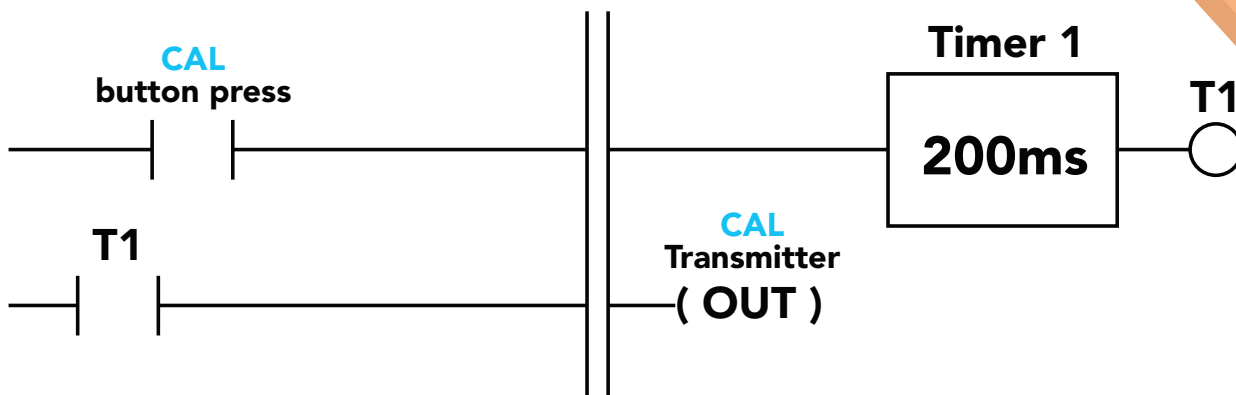 Timer 1
CAL
button press
T1
200ms
T1
CAL
Transmitter
( OUT )